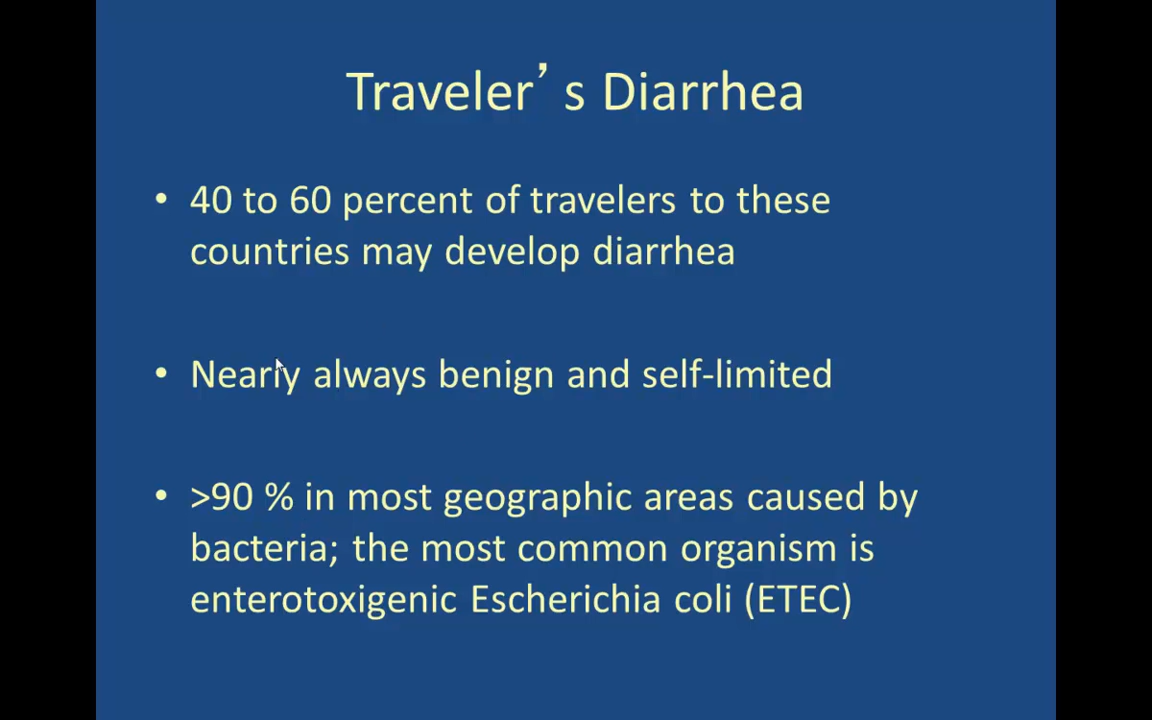 Traveler’s Diarrhea
• 40 to 60 percent of travelers to these
countries may develop diarrhea
• Nearly always benign and self-limited
• >90 % in most geographic areas caused by
bacteria; the most common organism is
enterotoxigenic Escherichia coli (ETEC)